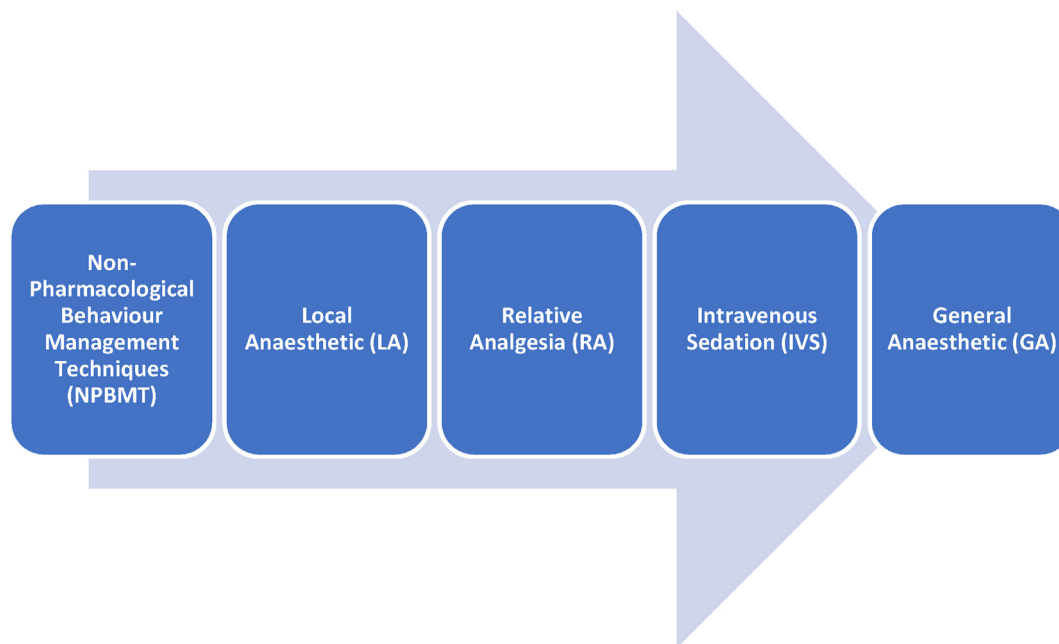 Non-
Pharmacological
Behaviour
Management
Techniques
(NPBMT)
Local
Anaesthetic (LA)
Relative
Analgesia (RA)
Intravenous
Sedation (IVS)
General
Anaesthetic (GA)